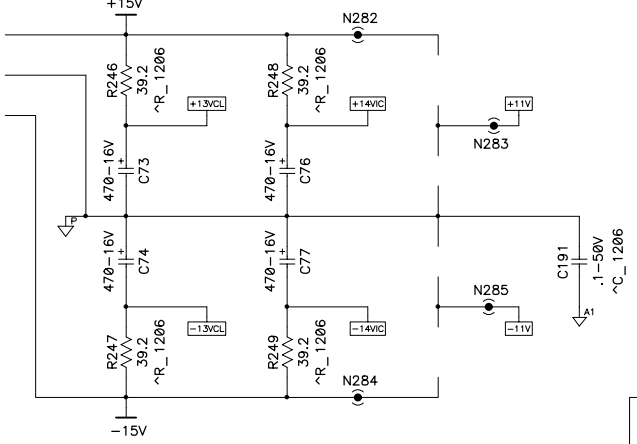 +15V
N282
R246
39.2
^R_1206
R248
39.2
^R_1206
+13VCL
+14VIC
+11V
N283
470-16V
+
C73
470-16V
+
C76
P
470-16V
+
C74
470-16V
+
C77
C191
.1-50V
^C_1206
A1
N285
-13VCL
-14VIC
-11V
R247
39.2
^R_1206
R249
39.2
^R_1206
N284
-15V